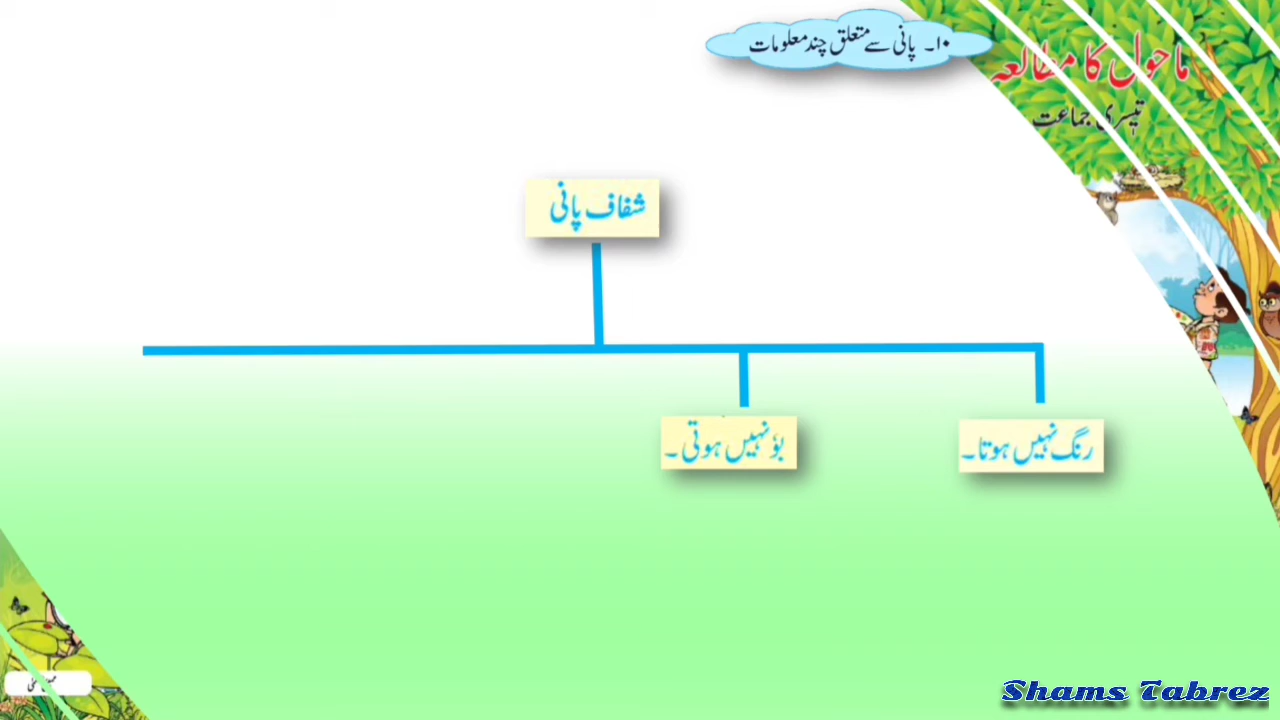 ۱۰۔ پانی سے متعلق چند معلومات
ماحول کا مطالعہ
تیسری جماعت
شفاف پانی
رنگ نہیں ہوتا۔
بوٗ نہیں ہوتی۔
Shams Tabrez